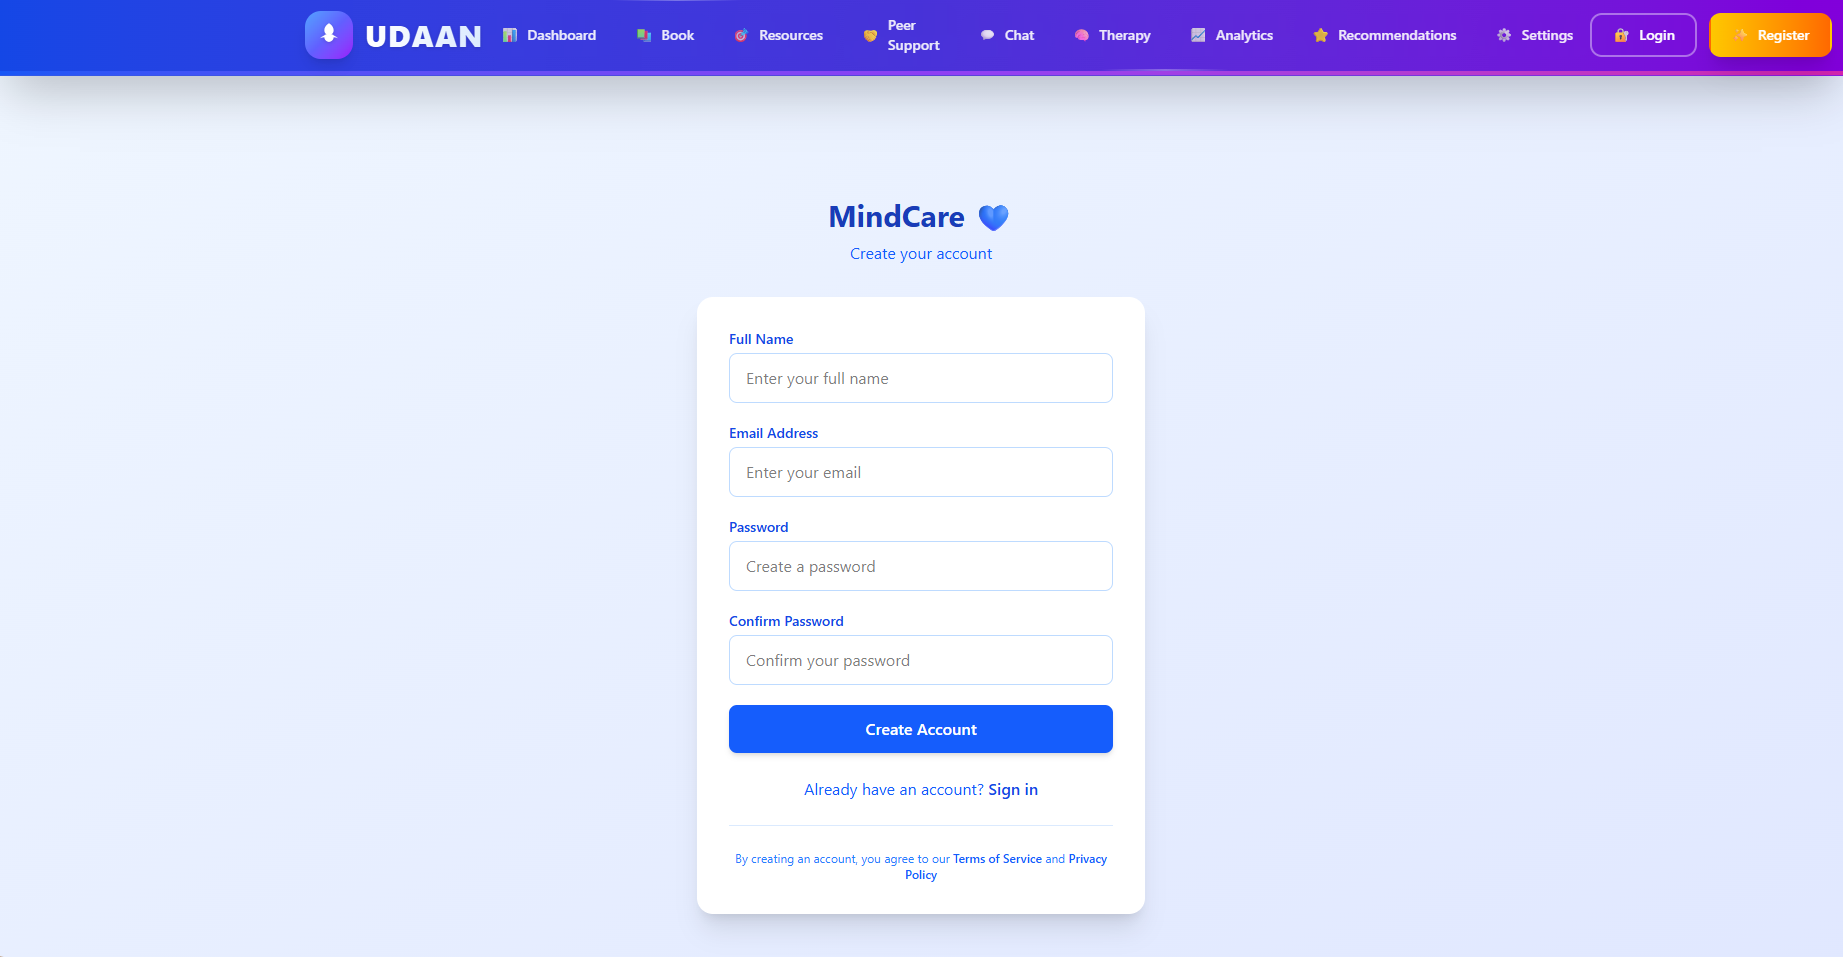 UDAAN
Dashboard
Book
Resources
Peer
Support
Chat
Therapy
Analytics
Recommendations
Settings
Login
Register
MindCare 💙
Create your account
Full Name
Enter your full name
Email Address
Enter your email
Password
Create a password
Confirm Password
Confirm your password
Create Account
Already have an account? Sign in
By creating an account, you agree to our Terms of Service and Privacy
Policy